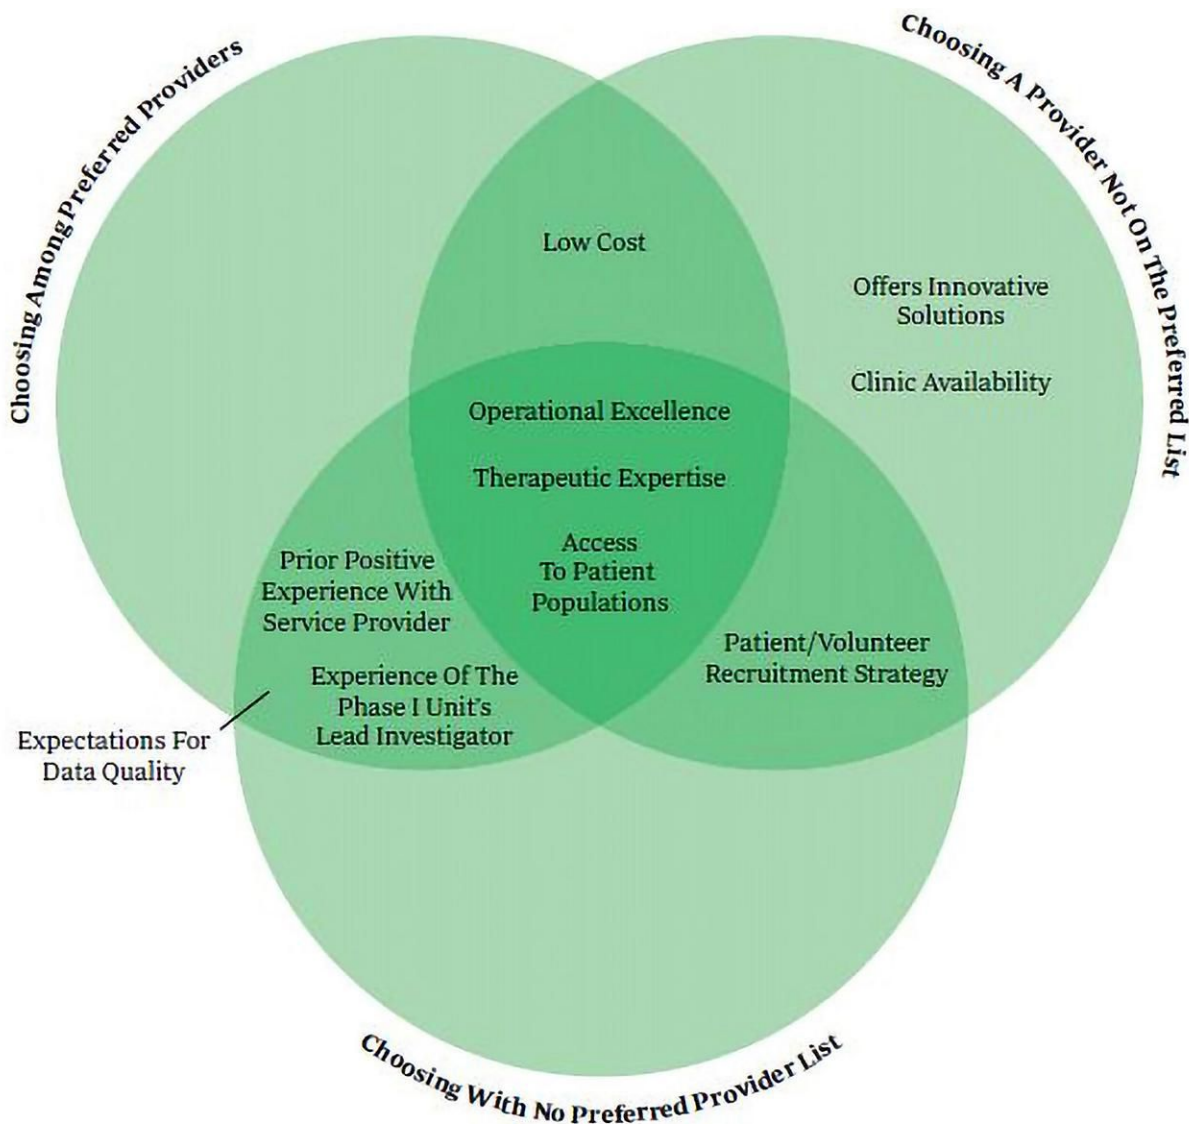 Choosing Among Preferred Providers
Choosing A Provider Not On The Preferred List
Low Cost
Offers Innovative
Solutions
Clinic Availability
Operational Excellence
Therapeutic Expertise
Access
To Patient
Populations
Prior Positive
Experience With
Service Provider
Patient/Volunteer
Recruitment Strategy
Experience Of The
Phase I Unit's
Lead Investigator
Expectations For
Data Quality
Choosing With No Preferred Provider List